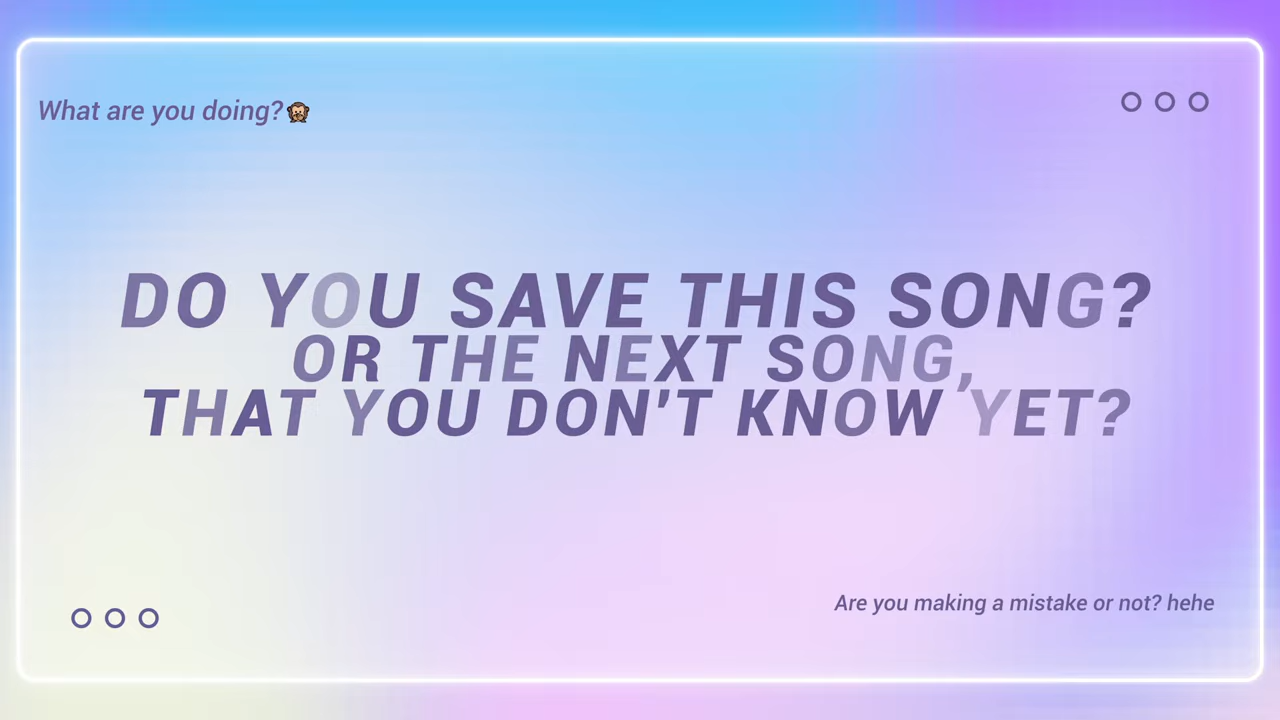 What are you doing?🙊
DO YOU SAVE THIS SONG?
OR THE NEXT SONG,
THAT YOU DON'T KNOW YET?
Are you making a mistake or not? hehe